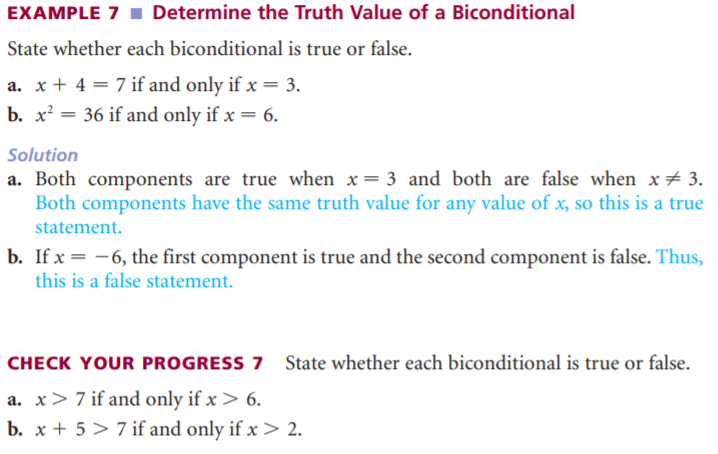 EXAMPLE 7 ■ Determine the Truth Value of a Biconditional
State whether each biconditional is true or false.
a. x + 4 = 7 if and only if x = 3.
b. x² = 36 if and only if x = 6.
Solution
a. Both components are true when x = 3 and both are false when x ≠ 3.
Both components have the same truth value for any value of x, so this is a true
statement.
b. If x = −6, the first component is true and the second component is false. Thus,
this is a false statement.
CHECK YOUR PROGRESS 7 State whether each biconditional is true or false.
a. x > 7 if and only if x > 6.
b. x + 5 > 7 if and only if x > 2.